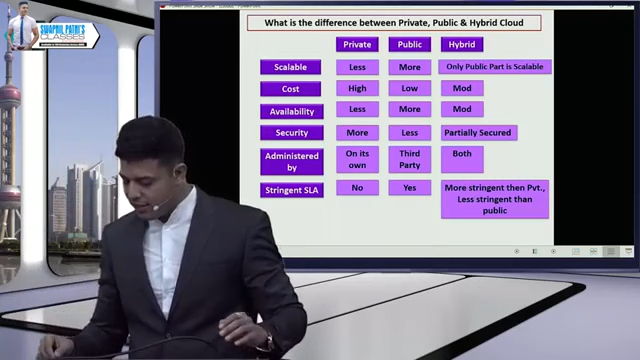 SWAPNIL PATNI'S
CLASSES
What is the difference between Private, Public & Hybrid Cloud
Private Public Hybrid
Scalable Less More Only Public Part is Scalable
Cost High Low Mod
Availability Less More Mod
Security More Less Partially Secured
Administered by On its own Third Party Both
Stringent SLA No Yes More stringent then Pvt.,
Less stringent than
public